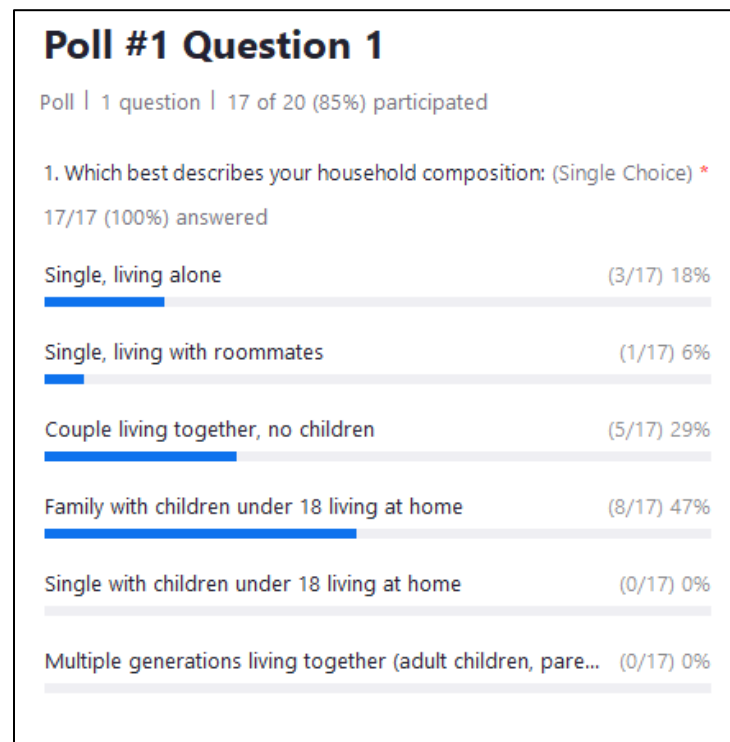 Poll #1 Question 1
Poll | 1 question | 17 of 20 (85%) participated
1. Which best describes your household composition: (Single Choice) *
17/17 (100%) answered
Single, living alone (3/17) 18%
Single, living with roommates (1/17) 6%
Couple living together, no children (5/17) 29%
Family with children under 18 living at home (8/17) 47%
Single with children under 18 living at home (0/17) 0%
Multiple generations living together (adult children, pare... (0/17) 0%